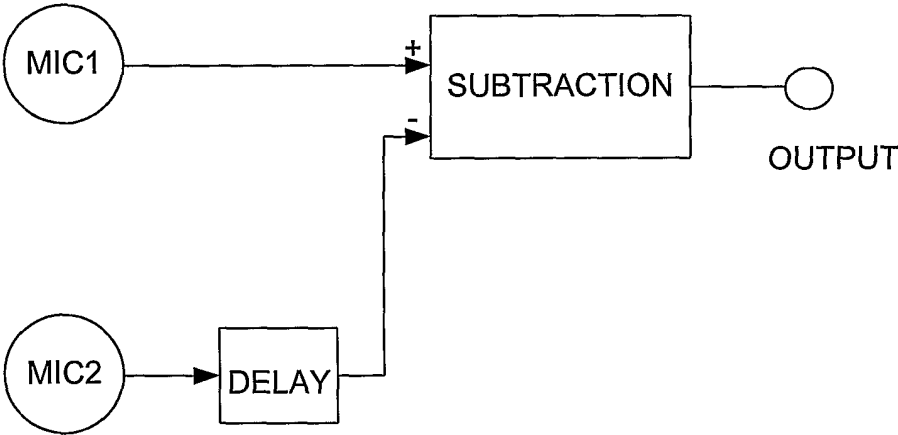 MIC1
+
SUBTRACTION
-
OUTPUT
MIC2
DELAY